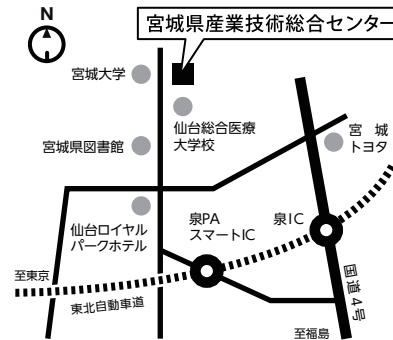 N
宮城県産業技術総合センター
宮城大学
仙台総合医療
大学校
宮城県図書館
宮 城
トヨタ
仙台ロイヤル
パークホテル
泉PA
スマートIC
泉IC
至東京
東北自動車道
国道4号
至福島